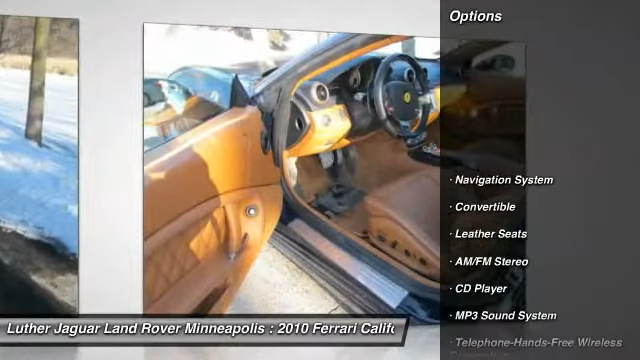 Options
· Navigation System
· Convertible
· Leather Seats
· AM/FM Stereo
· CD Player
· MP3 Sound System
· Telephone-Hands-Free Wireless
Luther Jaguar Land Rover Minneapolis : 2010 Ferrari Calif